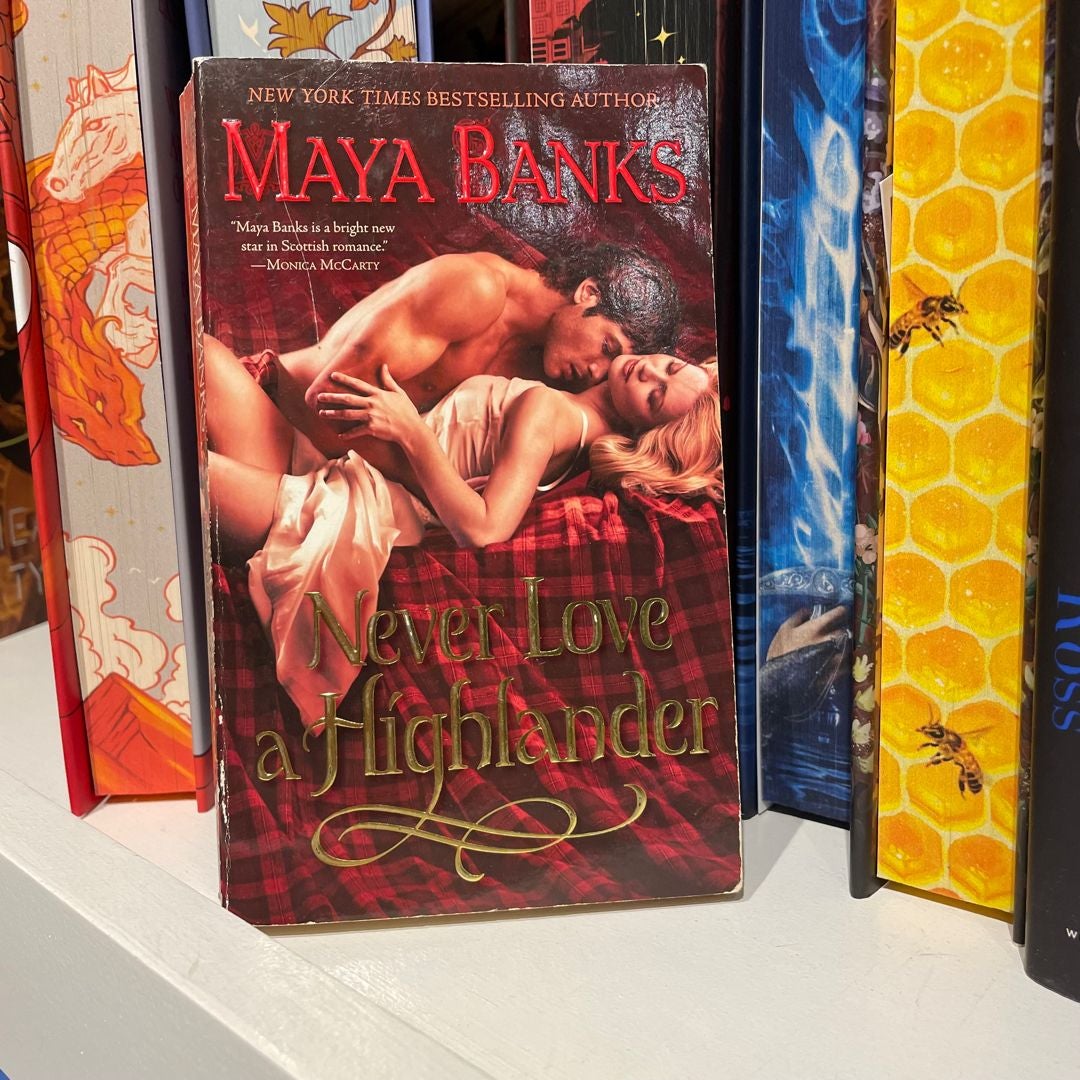 NEW YORK TIMES BESTSELLING AUTHOR
MAYA BANKS
“Maya Banks is a bright new
star in Scottish romance.”
—MONICA MCCARTY
Never Love
a Highlander
ROSS
W